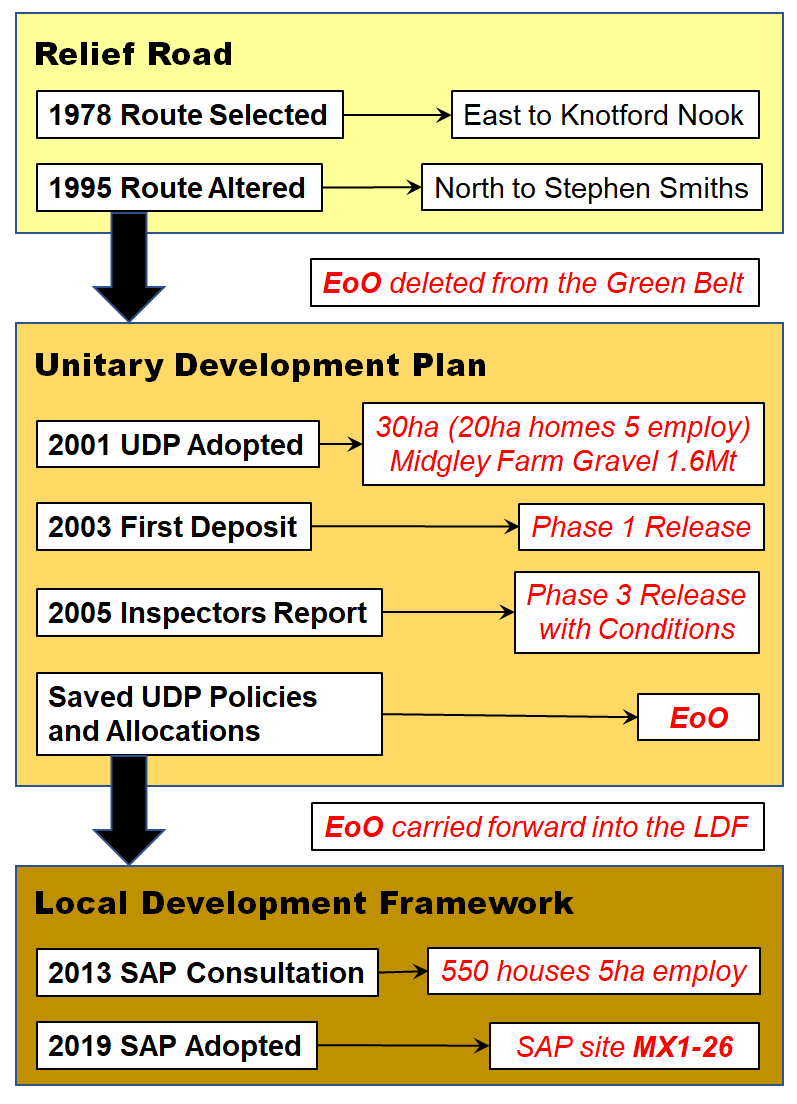 Relief Road
1978 Route Selected
East to Knotford Nook
1995 Route Altered
North to Stephen Smiths
EoO deleted from the Green Belt
Unitary Development Plan
2001 UDP Adopted
30ha (20ha homes 5 employ)
Midgley Farm Gravel 1.6Mt
2003 First Deposit
Phase 1 Release
2005 Inspectors Report
Phase 3 Release
with Conditions
Saved UDP Policies
and Allocations
EoO
EoO carried forward into the LDF
Local Development Framework
2013 SAP Consultation
550 houses 5ha employ
2019 SAP Adopted
SAP site MX1-26